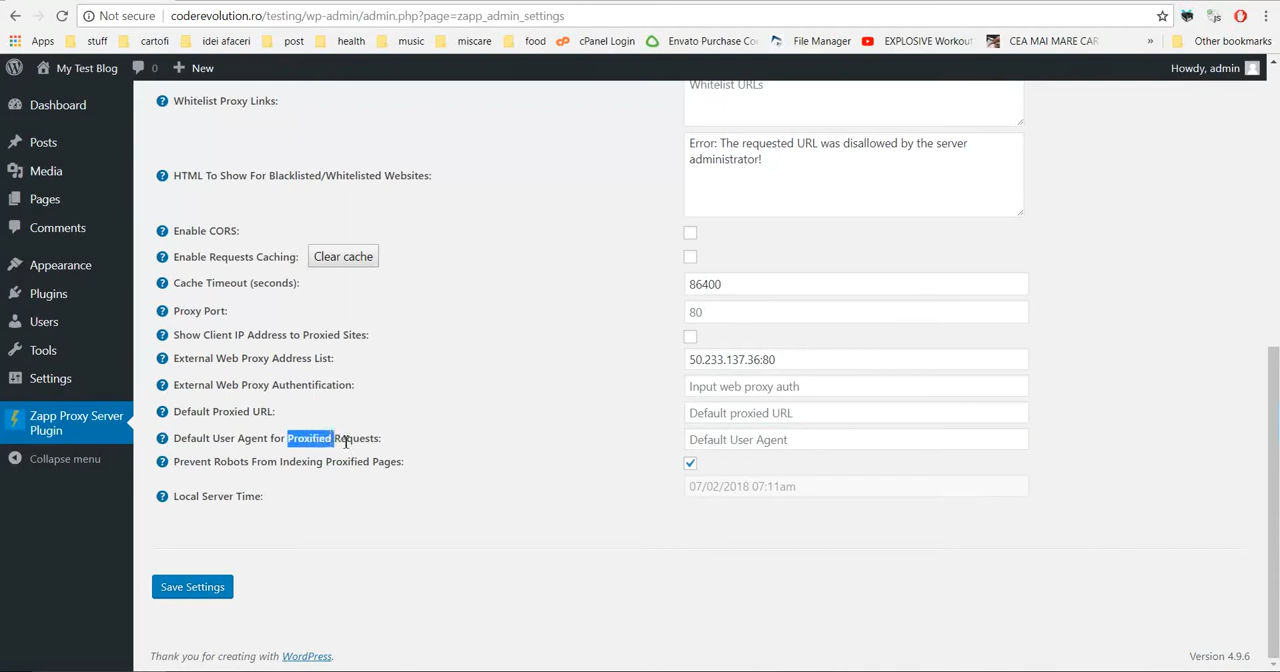 Not secure | coderevolution.ro/testing/wp-admin/admin.php?page=zapp_admin_settings
Apps stuff cartofi idei afaceri post health music miscare food cPanel Login Envato Purchase Co File Manager EXPLOSIVE Workout CEA MAI MARE CAR » Other bookmarks
My Test Blog 0 New Howdy, admin
Dashboard
Posts
Media
Pages
Comments
Appearance
Plugins
Users
Tools
Settings
Zapp Proxy Server
Plugin
Collapse menu
Whitelist Proxy Links: Whitelist URLs
HTML To Show For Blacklisted/Whitelisted Websites:
Error: The requested URL was disallowed by the server
administrator!
Enable CORS:
Enable Requests Caching: Clear cache
Cache Timeout (seconds): 86400
Proxy Port: 80
Show Client IP Address to Proxied Sites:
External Web Proxy Address List: 50.233.137.36:80
External Web Proxy Authentification: Input web proxy auth
Default Proxied URL: Default proxied URL
Default User Agent for Proxified Requests: Default User Agent
Prevent Robots From Indexing Proxified Pages:
Local Server Time: 07/02/2018 07:11am
Save Settings
Thank you for creating with WordPress. Version 4.9.6